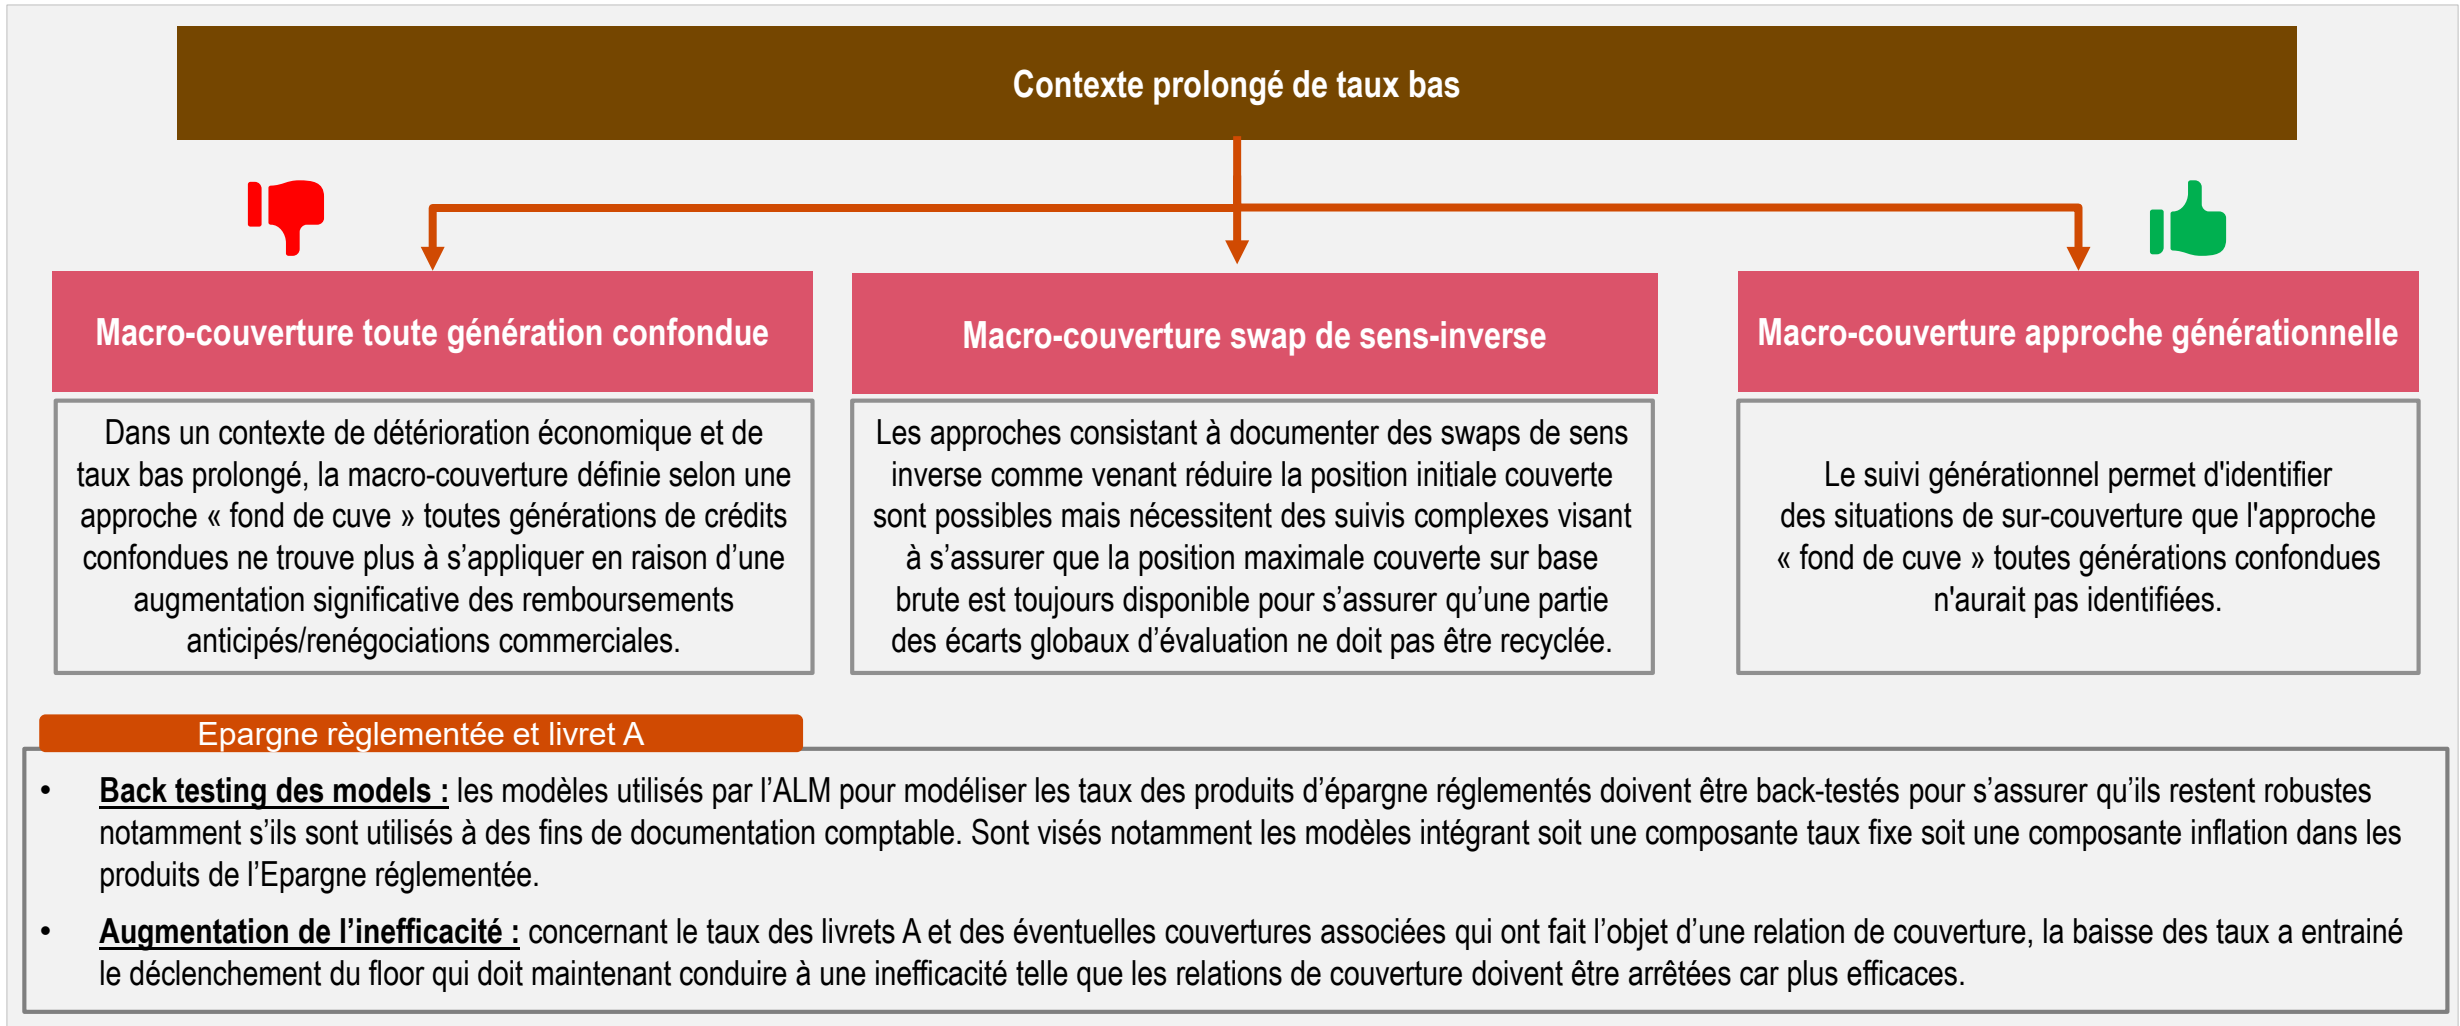 Contexte prolongé de taux bas
Macro-couverture toute génération confondue
Dans un contexte de détérioration économique et de
taux bas prolongé, la macro-couverture définie selon une
approche « fond de cuve » toutes générations de crédits
confondues ne trouve plus à s’appliquer en raison d’une
augmentation significative des remboursements
anticipés/renégociations commerciales.
Macro-couverture swap de sens-inverse
Les approches consistant à documenter des swaps de sens
inverse comme venant réduire la position initiale couverte
sont possibles mais nécessitent des suivis complexes visant
à s’assurer que la position maximale couverte sur base
brute est toujours disponible pour s’assurer qu’une partie
des écarts globaux d’évaluation ne doit pas être recyclée.
Macro-couverture approche générationnelle
Le suivi générationnel permet d'identifier
des situations de sur-couverture que l'approche
« fond de cuve » toutes générations confondues
n'aurait pas identifiées.
Epargne règlementée et livret A
• Back testing des models : les modèles utilisés par l’ALM pour modéliser les taux des produits d’épargne réglementés doivent être back-testés pour s’assurer qu’ils restent robustes
notamment s’ils sont utilisés à des fins de documentation comptable. Sont visés notamment les modèles intégrant soit une composante taux fixe soit une composante inflation dans les
produits de l’Epargne réglementée.
• Augmentation de l’inefficacité : concernant le taux des livrets A et des éventuelles couvertures associées qui ont fait l’objet d’une relation de couverture, la baisse des taux a entrainé
le déclenchement du floor qui doit maintenant conduire à une inefficacité telle que les relations de couverture doivent être arrêtées car plus efficaces.